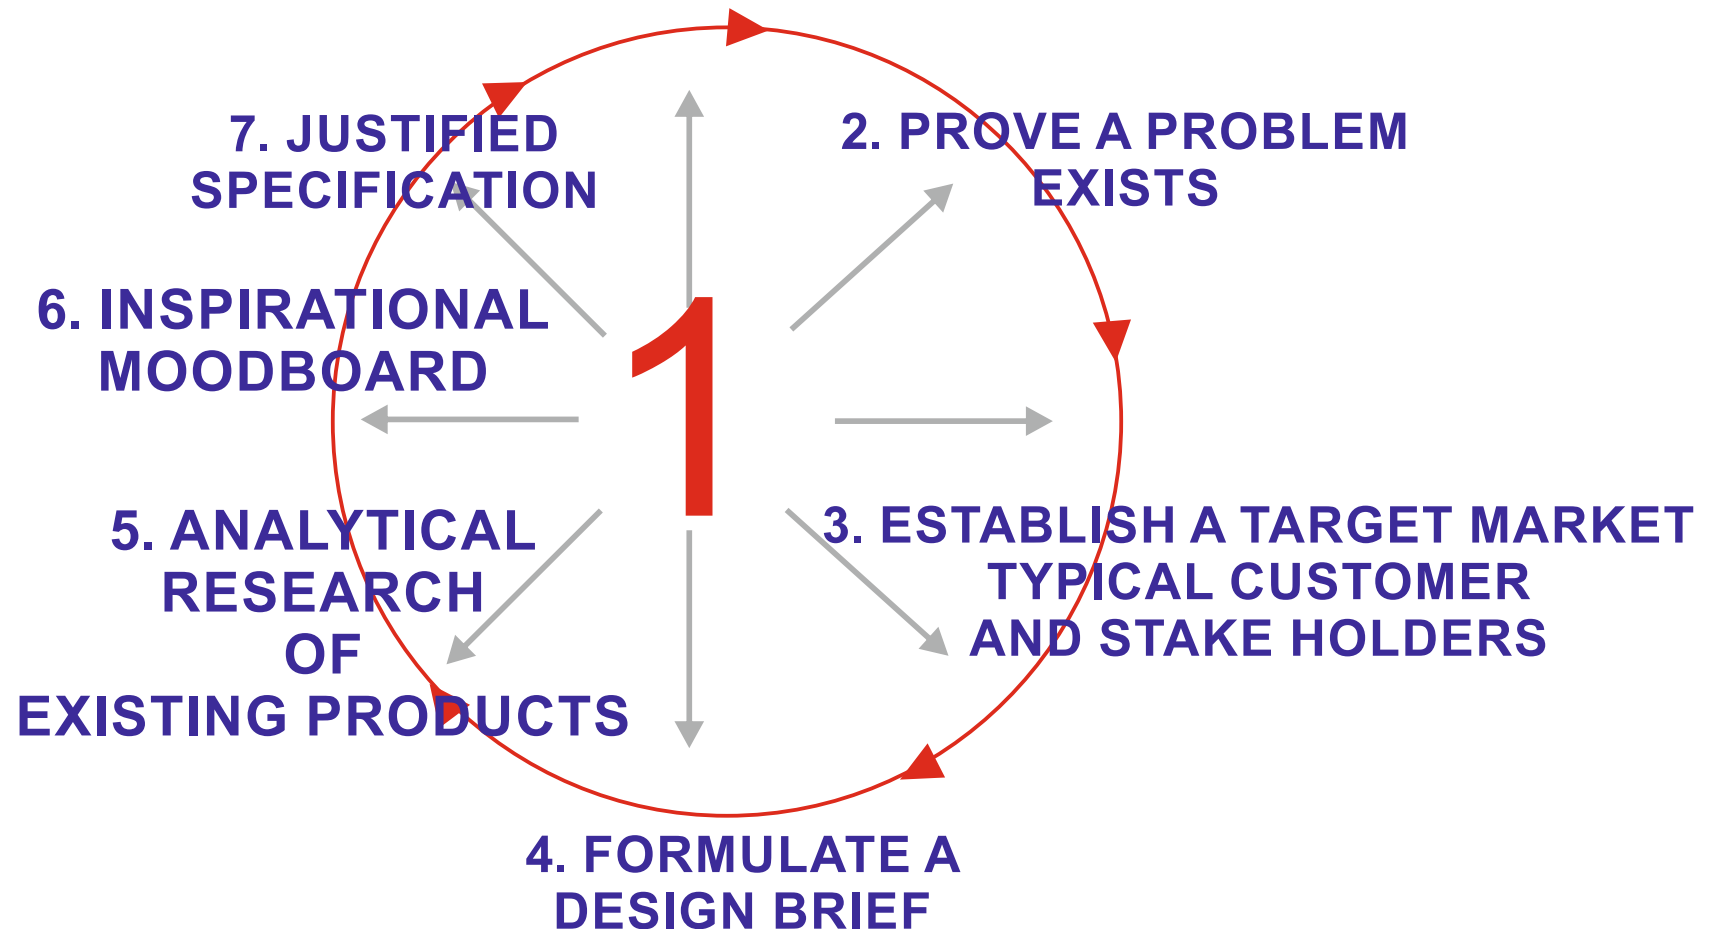 1
2. PROVE A PROBLEM
EXISTS
3. ESTABLISH A TARGET MARKET
TYPICAL CUSTOMER
AND STAKE HOLDERS
4. FORMULATE A
DESIGN BRIEF
5. ANALYTICAL
RESEARCH
OF
EXISTING PRODUCTS
6. INSPIRATIONAL
MOODBOARD
7. JUSTIFIED
SPECIFICATION